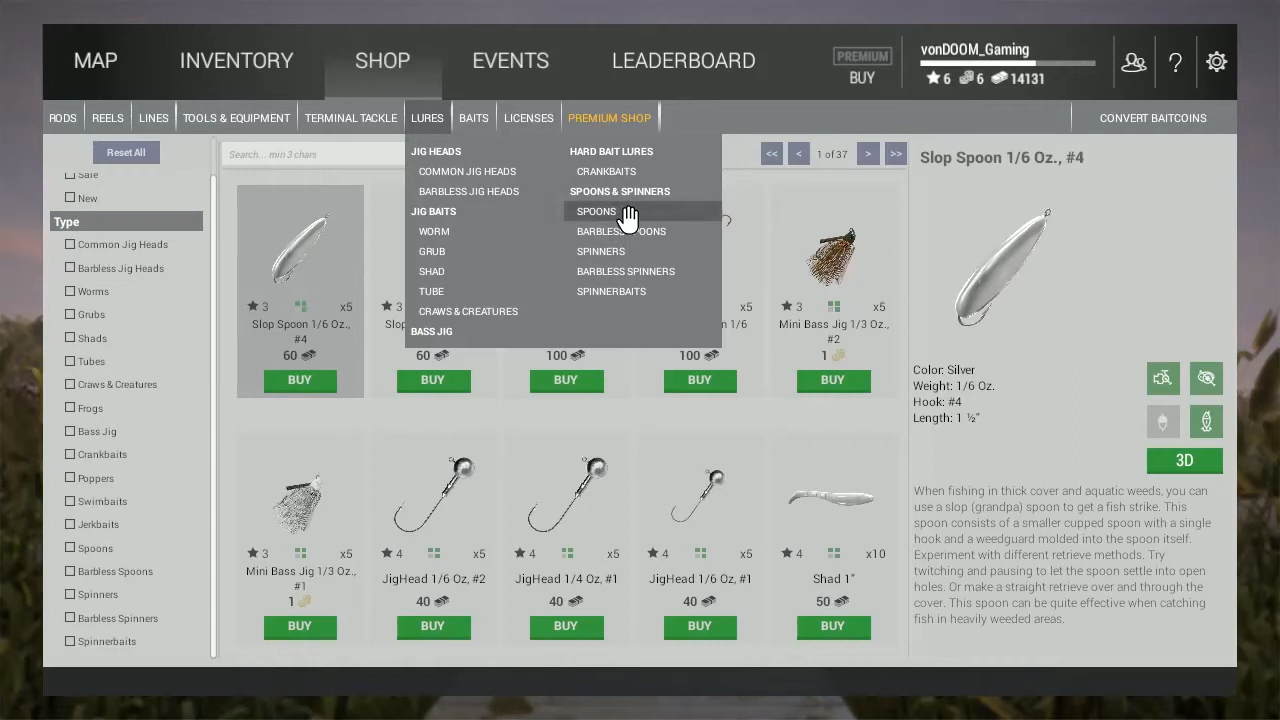 MAP
INVENTORY
SHOP
EVENTS
LEADERBOARD
PREMIUM
BUY
vonDOOM_Gaming
6
6
14131
RODS
REELS
LINES
TOOLS & EQUIPMENT
TERMINAL TACKLE
LURES
BAITS
LICENSES
PREMIUM SHOP
CONVERT BAITCOINS
Reset All
Sale
New
Type
Common Jig Heads
Barbless Jig Heads
Worms
Grubs
Shads
Tubes
Craws & Creatures
Frogs
Bass Jig
Crankbaits
Poppers
Swimbaits
Jerkbaits
Spoons
Barbless Spoons
Spinners
Barbless Spinners
Spinnerbaits
Search... min 3 chars
<<
<
1 of 37
>
>>
JIG HEADS
COMMON JIG HEADS
BARBLESS JIG HEADS
JIG BAITS
WORM
GRUB
SHAD
TUBE
CRAWS & CREATURES
BASS JIG
HARD BAIT LURES
CRANKBAITS
SPOONS & SPINNERS
SPOONS
BARBLESS SPOONS
SPINNERS
BARBLESS SPINNERS
SPINNERBAITS
3 x5
Slop Spoon 1/6 Oz.,
#4
60
BUY
3
60
BUY
100
BUY
x5
1/6
100
BUY
3 x5
Mini Bass Jig 1/3 Oz.,
#2
1
BUY
3 x5
Mini Bass Jig 1/3 Oz.,
#1
1
BUY
4 x5
JigHead 1/6 Oz, #2
40
BUY
4 x5
JigHead 1/4 Oz, #1
40
BUY
4 x5
JigHead 1/6 Oz, #1
40
BUY
4 x10
Shad 1"
50
BUY
Slop Spoon 1/6 Oz., #4
Color: Silver
Weight: 1/6 Oz.
Hook: #4
Length: 1 ½"
3D
When fishing in thick cover and aquatic weeds, you can
use a slop (grandpa) spoon to get a fish strike. This
spoon consists of a smaller cupped spoon with a single
hook and a weedguard molded into the spoon itself.
Experiment with different retrieve methods. Try
twitching and pausing to let the spoon settle into open
holes. Or make a straight retrieve over and through the
cover. This spoon can be quite effective when catching
fish in heavily weeded areas.